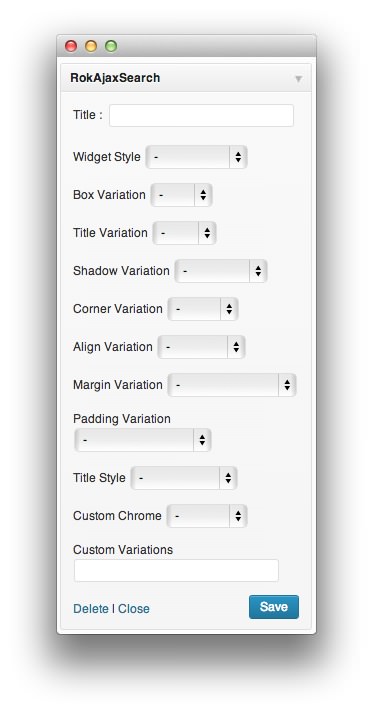 RokAjaxSearch
Title :
Widget Style -
Box Variation -
Title Variation -
Shadow Variation -
Corner Variation -
Align Variation -
Margin Variation -
Padding Variation
-
Title Style -
Custom Chrome -
Custom Variations
Delete | Close Save